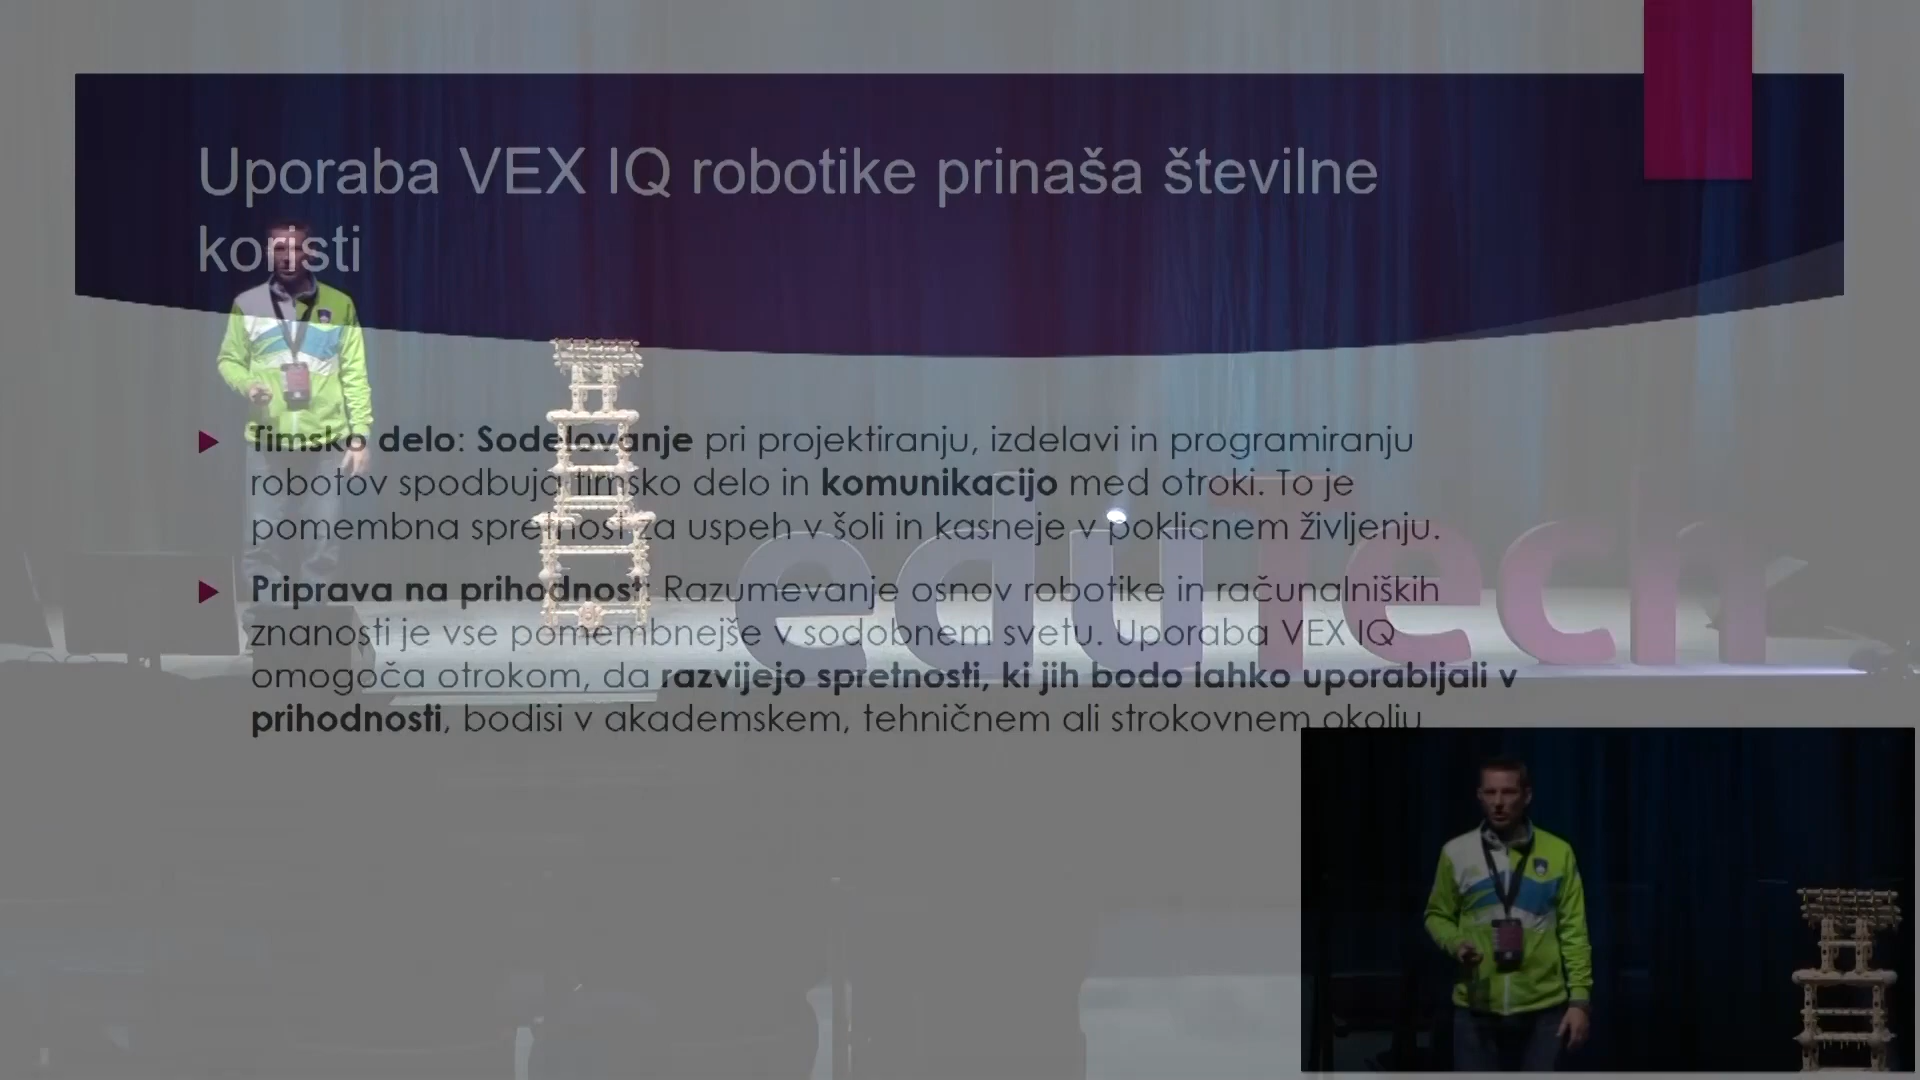 Uporaba VEX IQ robotike prinaša številne
koristi
Timsko delo: Sodelovanje pri projektiranju, izdelavi in programiranju
robotov spodbuja timsko delo in komunikacijo med otroki. To je
pomembna spretnost za uspeh v šoli in kasneje v poklicnem življenju.
Priprava na prihodnost: Razumevanje osnov robotike in računalniških
znanosti je vse pomembnejše v sodobnem svetu. Uporaba VEX IQ
omogoča otrokom, da razvijejo spretnosti, ki jih bodo lahko uporabljali v
prihodnosti, bodisi v akademskem, tehničnem ali strokovnem okolju
eduTech